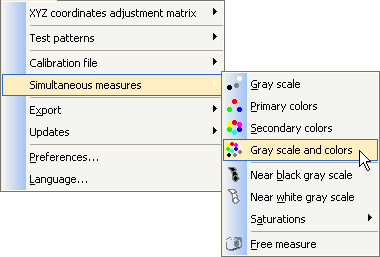 XYZ coordinates adjustment matrix
Test patterns
Calibration file
Simultaneous measures
Export
Updates
Preferences...
Language...
Gray scale
Primary colors
Secondary colors
Gray scale and colors
Near black gray scale
Near white gray scale
Saturations
Free measure